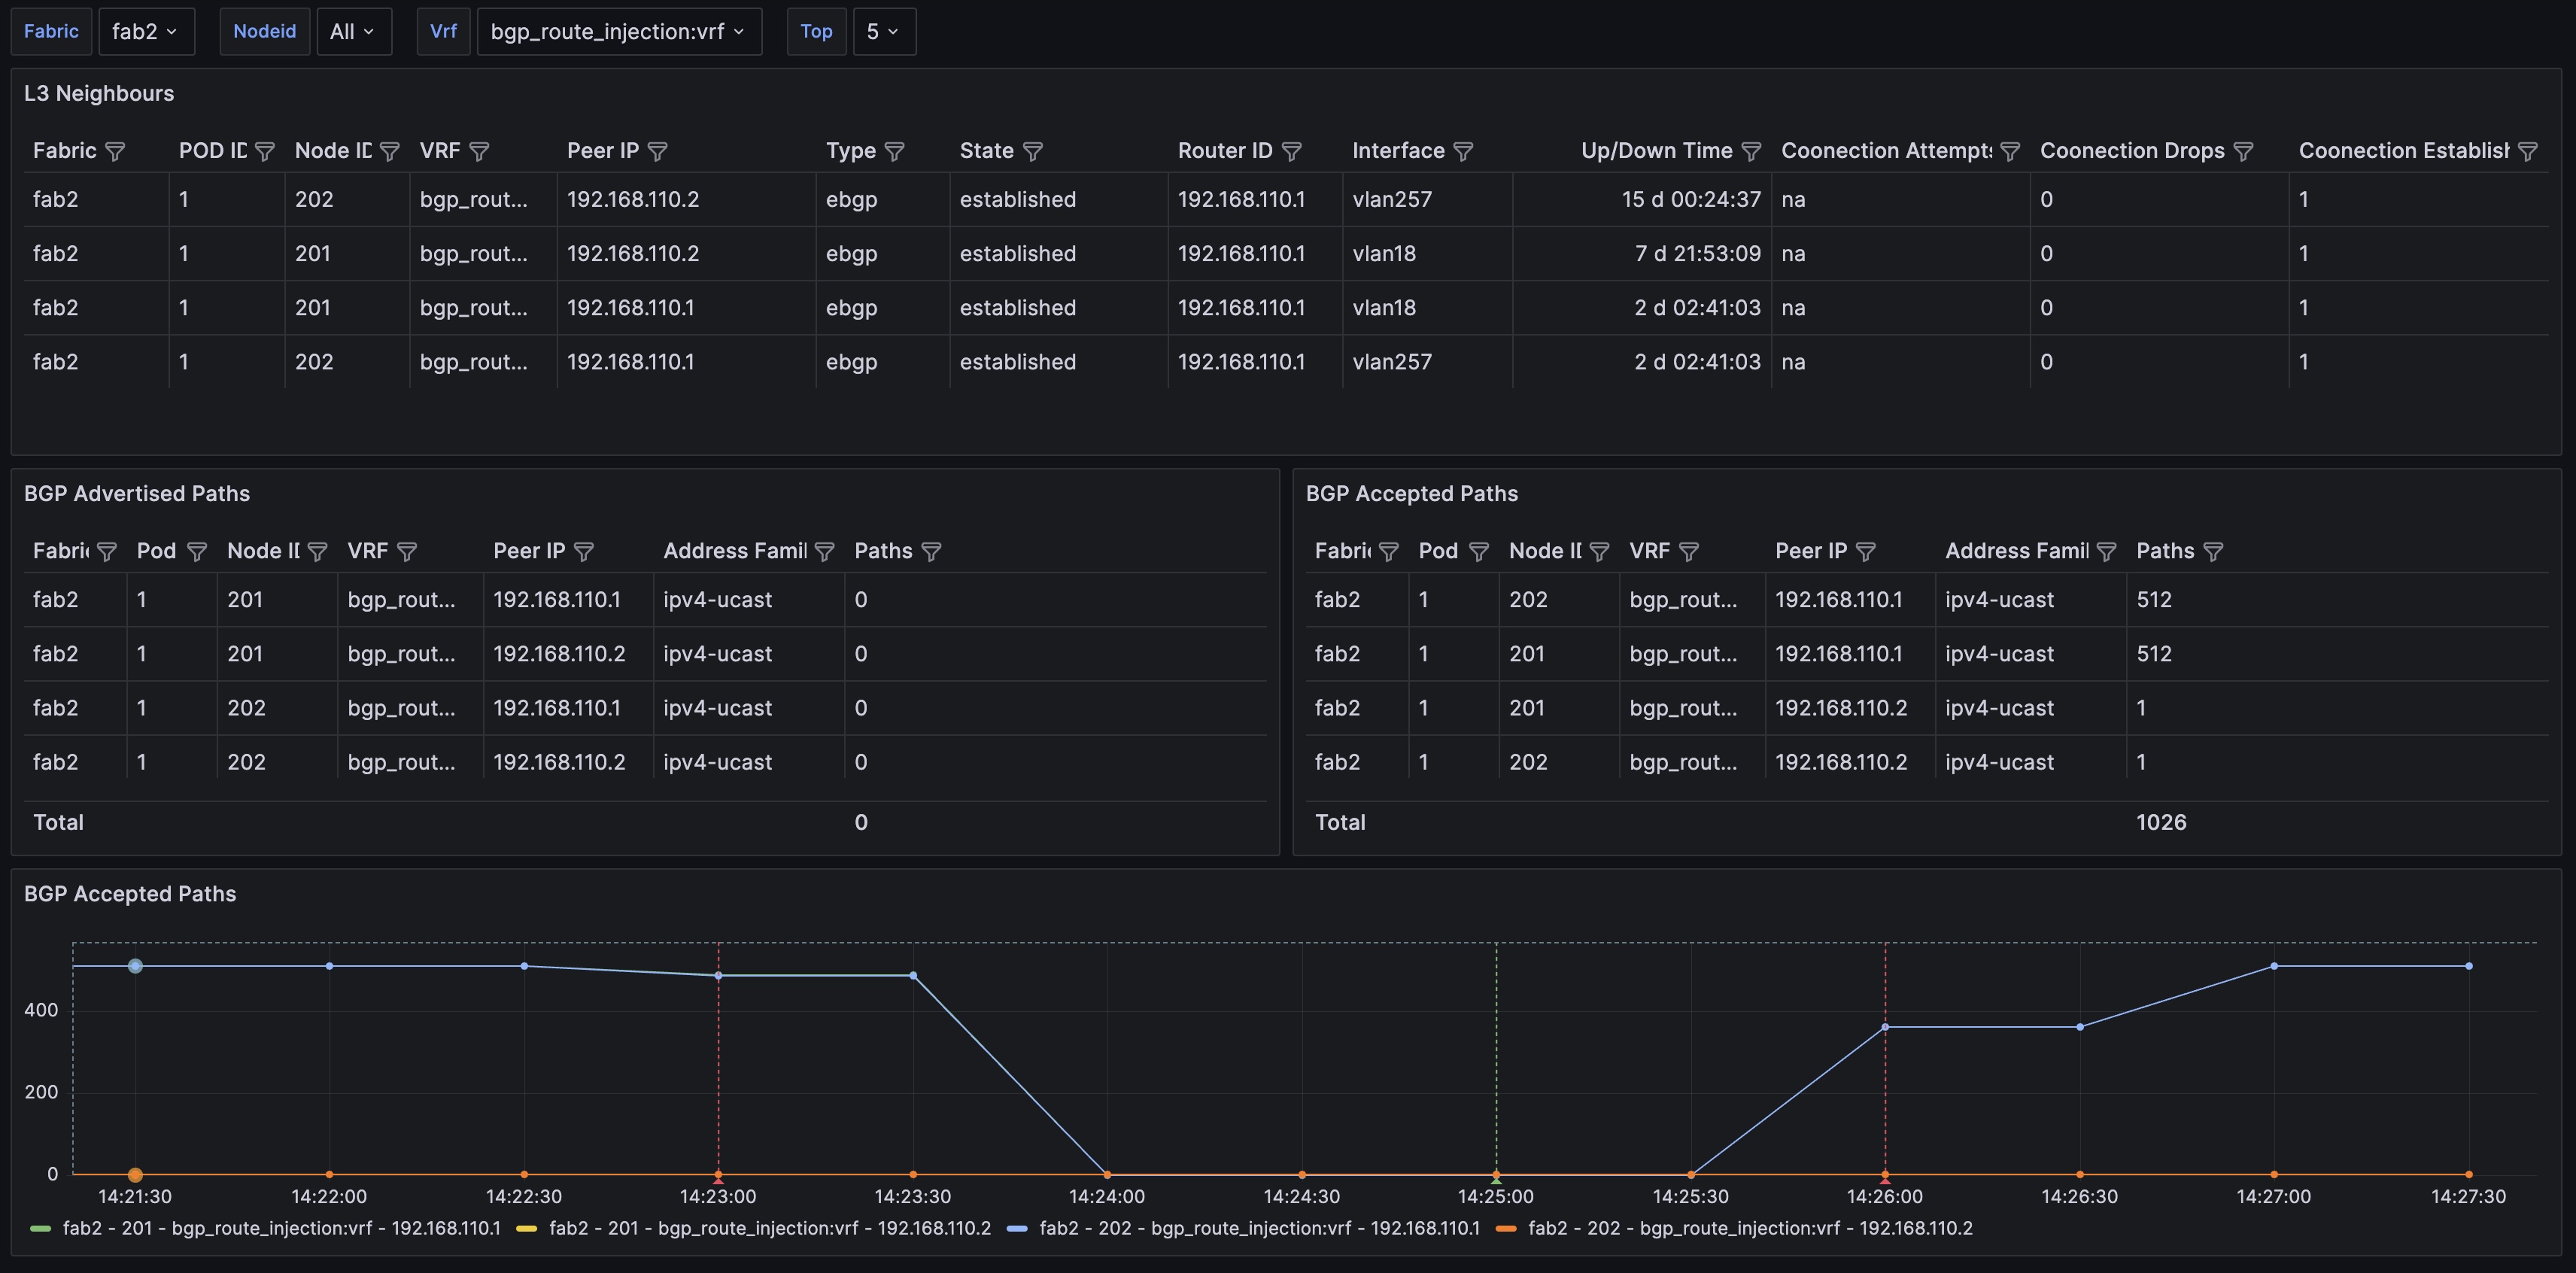 Fabric fab2 Nodeid All Vrf bgp_route_injection:vrf Top 5
L3 Neighbours
Fabric POD ID Node ID VRF Peer IP Type State Router ID Interface Up/Down Time Coonection Attempts Coonection Drops Coonection Establish
fab2 1 202 bgp_rout... 192.168.110.2 ebgp established 192.168.110.1 vlan257 15 d 00:24:37 na 0 1
fab2 1 201 bgp_rout... 192.168.110.2 ebgp established 192.168.110.1 vlan18 7 d 21:53:09 na 0 1
fab2 1 201 bgp_rout... 192.168.110.1 ebgp established 192.168.110.1 vlan18 2 d 02:41:03 na 0 1
fab2 1 202 bgp_rout... 192.168.110.1 ebgp established 192.168.110.1 vlan257 2 d 02:41:03 na 0 1
BGP Advertised Paths
Fabric Pod Node ID VRF Peer IP Address Famil Paths
fab2 1 201 bgp_rout... 192.168.110.1 ipv4-ucast 0
fab2 1 201 bgp_rout... 192.168.110.2 ipv4-ucast 0
fab2 1 202 bgp_rout... 192.168.110.1 ipv4-ucast 0
fab2 1 202 bgp_rout... 192.168.110.2 ipv4-ucast 0
Total 0
BGP Accepted Paths
Fabric Pod Node ID VRF Peer IP Address Famil Paths
fab2 1 202 bgp_rout... 192.168.110.1 ipv4-ucast 512
fab2 1 201 bgp_rout... 192.168.110.1 ipv4-ucast 512
fab2 1 201 bgp_rout... 192.168.110.2 ipv4-ucast 1
fab2 1 202 bgp_rout... 192.168.110.2 ipv4-ucast 1
Total 1026
BGP Accepted Paths
400
200
0
14:21:30 14:22:00 14:22:30 14:23:00 14:23:30 14:24:00 14:24:30 14:25:00 14:25:30 14:26:00 14:26:30 14:27:00 14:27:30
fab2 - 201 - bgp_route_injection:vrf - 192.168.110.1 fab2 - 201 - bgp_route_injection:vrf - 192.168.110.2 fab2 - 202 - bgp_route_injection:vrf - 192.168.110.1 fab2 - 202 - bgp_route_injection:vrf - 192.168.110.2